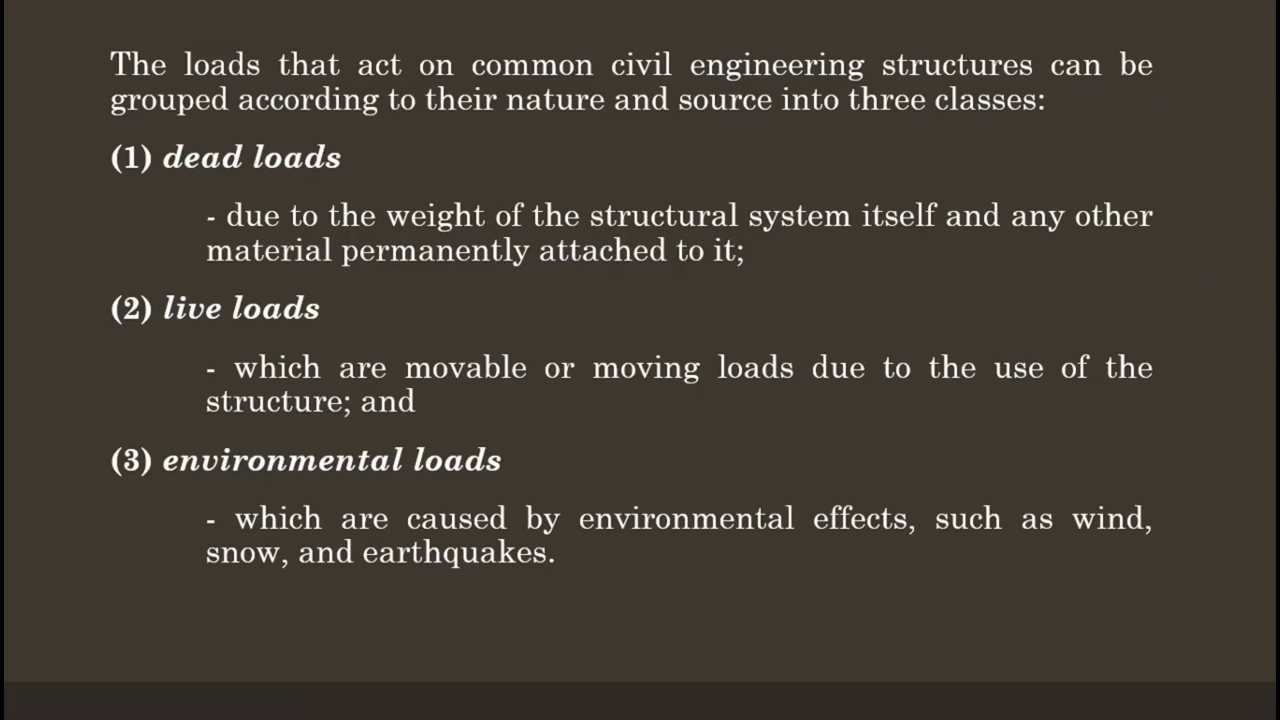 The loads that act on common civil engineering structures can be
grouped according to their nature and source into three classes:
(1) dead loads
- due to the weight of the structural system itself and any other
material permanently attached to it;
(2) live loads
- which are movable or moving loads due to the use of the
structure; and
(3) environmental loads
- which are caused by environmental effects, such as wind,
snow, and earthquakes.